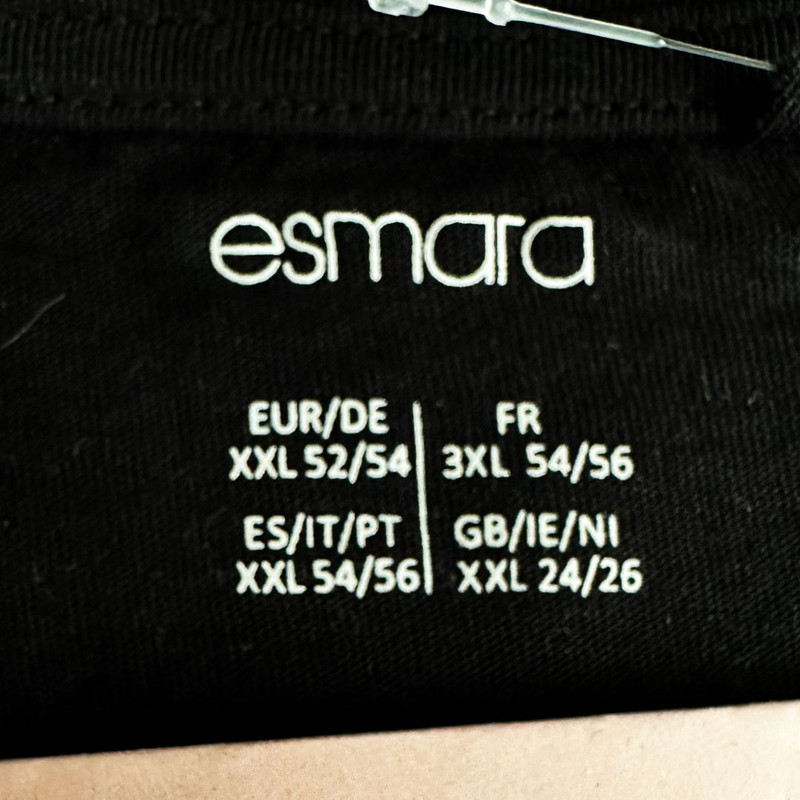 esmara
EUR/DE
XXL 52/54
FR
3XL 54/56
ES/IT/PT
XXL 54/56
GB/IE/NI
XXL 24/26